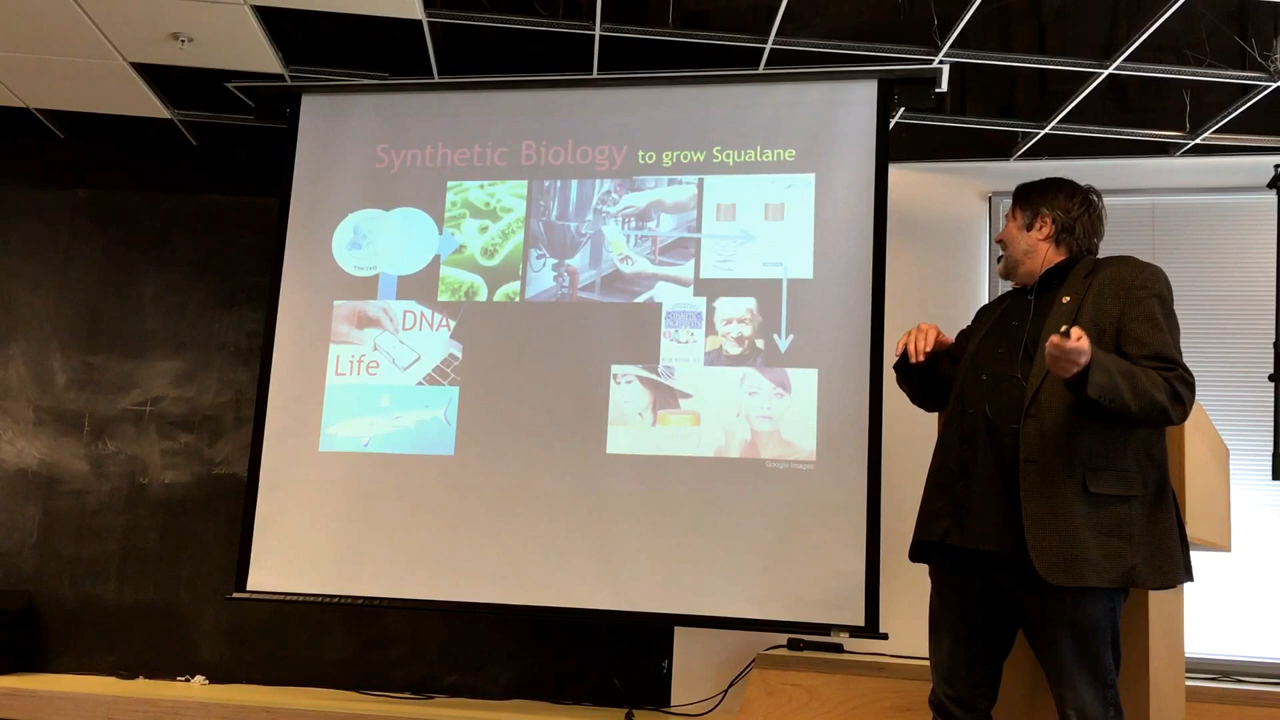 Synthetic Biology to grow Squalane
The cell
DNA
Life
Google Images